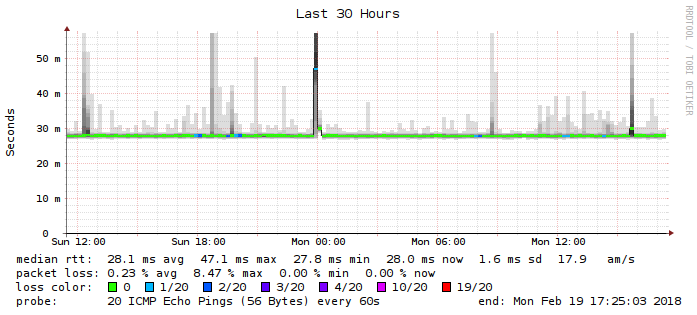 Last 30 Hours
RRDTOOL / TOBI OETIKER
Seconds
50 m
40 m
30 m
20 m
10 m
0
Sun 12:00 Sun 18:00 Mon 00:00 Mon 06:00 Mon 12:00
median rtt: 28.1 ms avg 47.1 ms max 27.8 ms min 28.0 ms now 1.6 ms sd 17.9 am/s
packet loss: 0.23 % avg 8.47 % max 0.00 % min 0.00 % now
loss color: 0 1/20 2/20 3/20 4/20 10/20 19/20
probe: 20 ICMP Echo Pings (56 Bytes) every 60s end: Mon Feb 19 17:25:03 2018